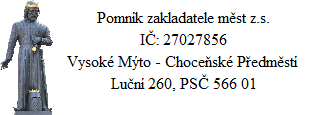 Pomník zakladatele měst z.s.
IČ: 27027856
Vysoké Mýto - Choceňské Předměstí
Luční 260, PSČ 566 01